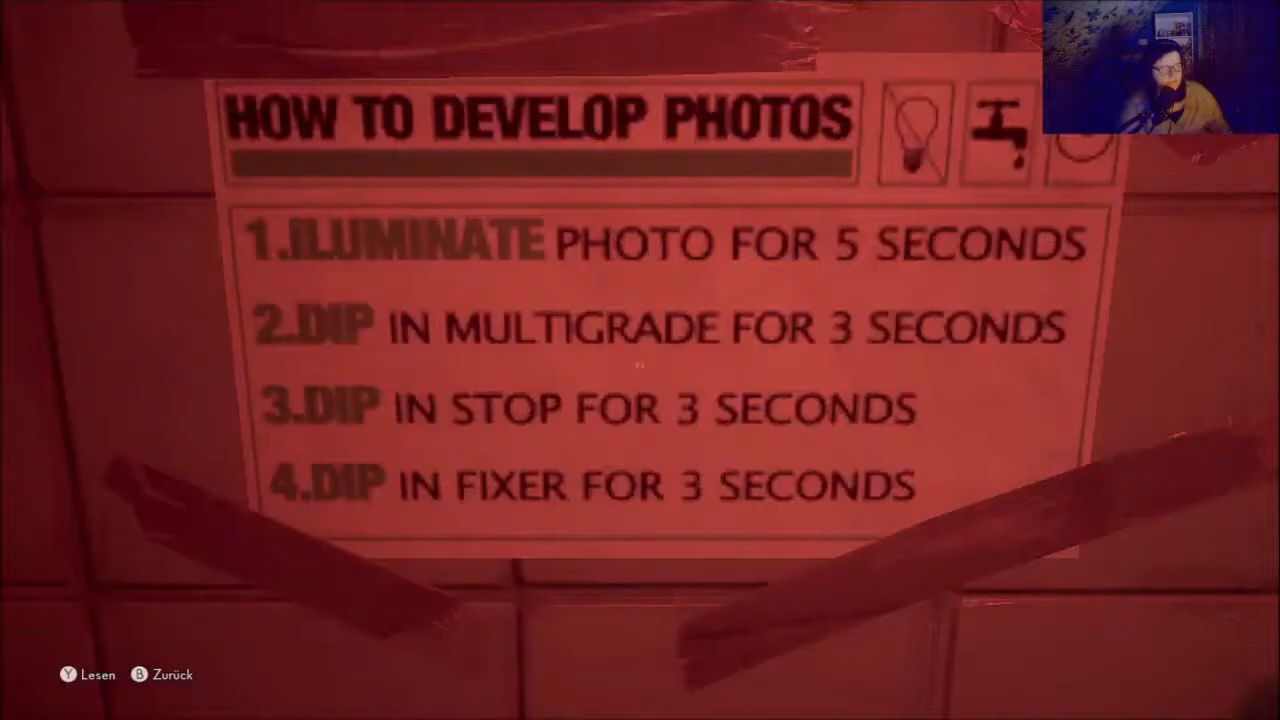 HOW TO DEVELOP PHOTOS
1.ILUMINATE PHOTO FOR 5 SECONDS
2.DIP IN MULTIGRADE FOR 3 SECONDS
3.DIP IN STOP FOR 3 SECONDS
4.DIP IN FIXER FOR 3 SECONDS
Y Lesen B Zurück